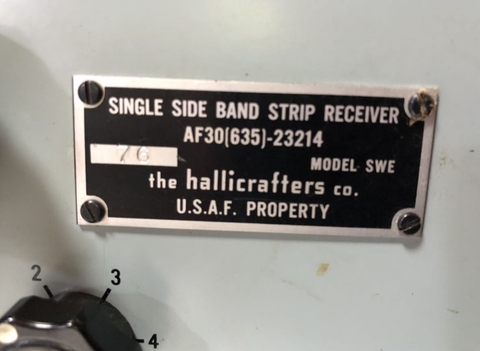 SINGLE SIDE BAND STRIP RECEIVER
AF30(635)-23214
76
MODEL SWE
the hallicrafters co.
U.S.A.F. PROPERTY
2
3
4